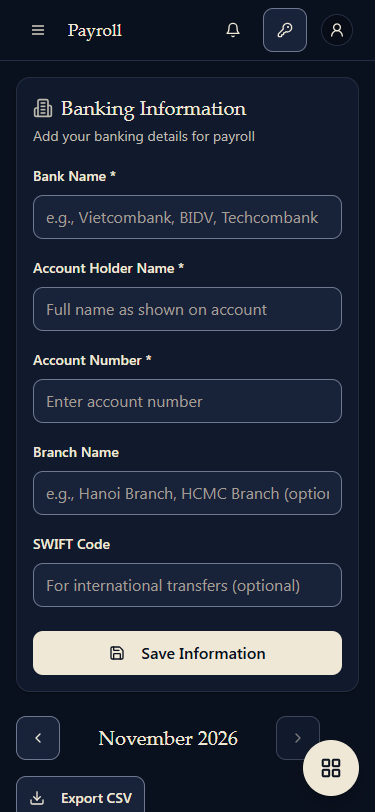 Payroll
Banking Information
Add your banking details for payroll
Bank Name *
e.g., Vietcombank, BIDV, Techcombank
Account Holder Name *
Full name as shown on account
Account Number *
Enter account number
Branch Name
e.g., Hanoi Branch, HCMC Branch (option
SWIFT Code
For international transfers (optional)
Save Information
November 2026
Export CSV